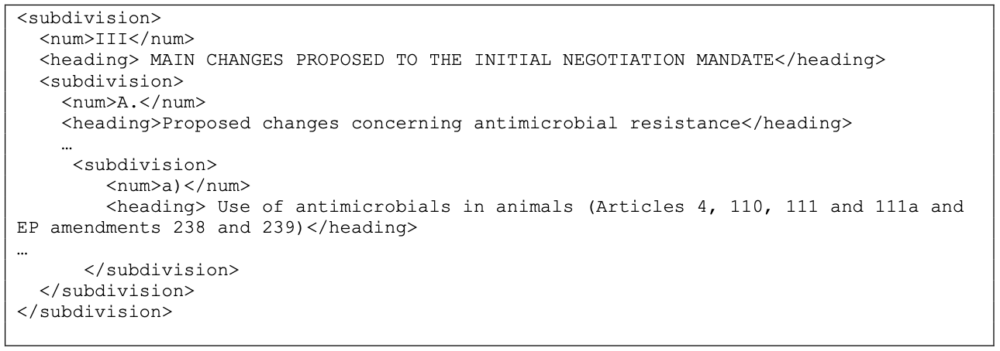 <subdivision>
  <num>III</num>
  <heading> MAIN CHANGES PROPOSED TO THE INITIAL NEGOTIATION MANDATE</heading>
  <subdivision>
    <num>A.</num>
    <heading>Proposed changes concerning antimicrobial resistance</heading>
    …
     <subdivision>
        <num>a)</num>
        <heading> Use of antimicrobials in animals (Articles 4, 110, 111 and 111a and
EP amendments 238 and 239)</heading>
…
      </subdivision>
  </subdivision>
</subdivision>